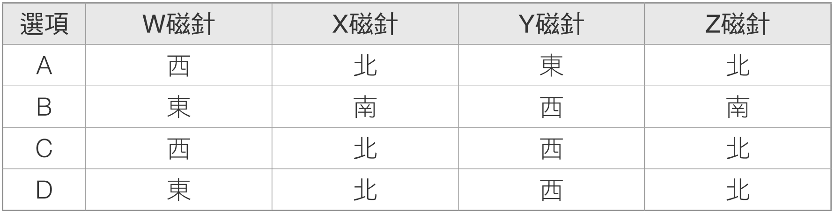 選項 W磁針 X磁針 Y磁針 Z磁針
A 西 北 東 北
B 東 南 西 南
C 西 北 西 北
D 東 北 西 北